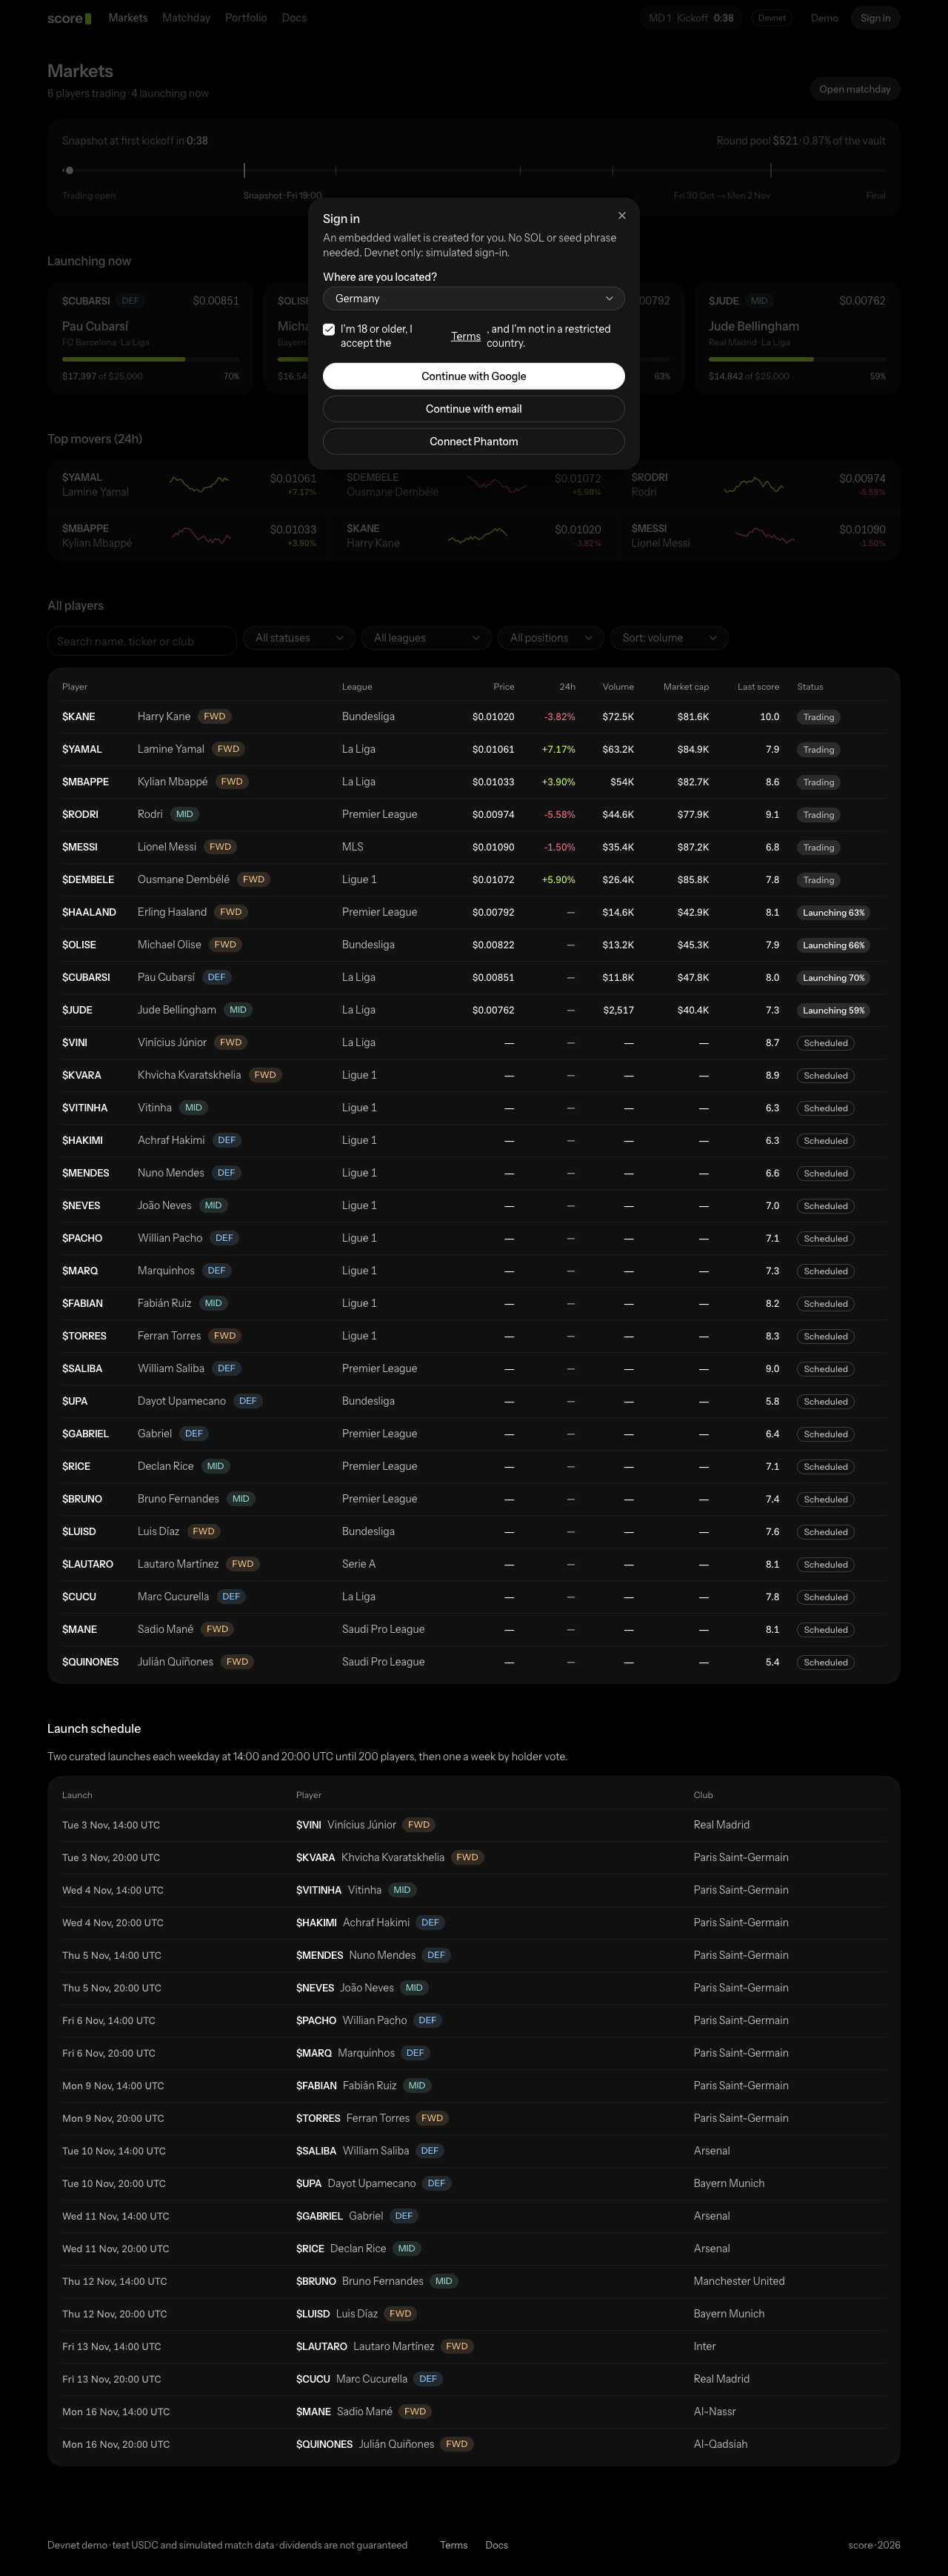 score Markets Matchday Portfolio Docs MD 1 Kickoff 0:38 Devnet Demo Sign in
Markets
6 players trading · 4 launching now
Open matchday
Snapshot at first kickoff in 0:38 Round pool $521 · 0.87% of the vault
Trading open Snapshot · Fri 19:00 Fri 30 Oct → Mon 2 Nov Final
Sign in
An embedded wallet is created for you. No SOL or seed phrase
needed. Devnet only: simulated sign-in.
Where are you located?
Germany
I'm 18 or older, I accept the Terms , and I'm not in a restricted country.
Continue with Google
Continue with email
Connect Phantom
Launching now
$CUBARSI DEF $0.00851
Pau Cubarsí
FC Barcelona · La Liga
$17,397 of $25,000 70%
63%
$JUDE MID $0.00762
Jude Bellingham
Real Madrid · La Liga
$14,842 of $25,000 59%
Top movers (24h)
$YAMAL $0.01061
Lamine Yamal +7.17%
$DEMBELE $0.01072
Ousmane Dembélé +5.90%
$RODRI $0.00974
Rodri -5.58%
$MBAPPE $0.01033
Kylian Mbappé +3.90%
$KANE $0.01020
Harry Kane -3.82%
$MESSI $0.01090
Lionel Messi -1.50%
All players
Search name, ticker or club All statuses All leagues All positions Sort: volume
Player League Price 24h Volume Market cap Last score Status
$KANE Harry Kane FWD Bundesliga $0.01020 -3.82% $72.5K $81.6K 10.0 Trading
$YAMAL Lamine Yamal FWD La Liga $0.01061 +7.17% $63.2K $84.9K 7.9 Trading
$MBAPPE Kylian Mbappé FWD La Liga $0.01033 +3.90% $54K $82.7K 8.6 Trading
$RODRI Rodri MID Premier League $0.00974 -5.58% $44.6K $77.9K 9.1 Trading
$MESSI Lionel Messi FWD MLS $0.01090 -1.50% $35.4K $87.2K 6.8 Trading
$DEMBELE Ousmane Dembélé FWD Ligue 1 $0.01072 +5.90% $26.4K $85.8K 7.8 Trading
$HAALAND Erling Haaland FWD Premier League $0.00792 — $14.6K $42.9K 8.1 Launching 63%
$OLISE Michael Olise FWD Bundesliga $0.00822 — $13.2K $45.3K 7.9 Launching 66%
$CUBARSI Pau Cubarsí DEF La Liga $0.00851 — $11.8K $47.8K 8.0 Launching 70%
$JUDE Jude Bellingham MID La Liga $0.00762 — $2,517 $40.4K 7.3 Launching 59%
$VINI Vinícius Júnior FWD La Liga — — — — 8.7 Scheduled
$KVARA Khvicha Kvaratskhelia FWD Ligue 1 — — — — 8.9 Scheduled
$VITINHA Vitinha MID Ligue 1 — — — — 6.3 Scheduled
$HAKIMI Achraf Hakimi DEF Ligue 1 — — — — 6.3 Scheduled
$MENDES Nuno Mendes DEF Ligue 1 — — — — 6.6 Scheduled
$NEVES João Neves MID Ligue 1 — — — — 7.0 Scheduled
$PACHO Willian Pacho DEF Ligue 1 — — — — 7.1 Scheduled
$MARQ Marquinhos DEF Ligue 1 — — — — 7.3 Scheduled
$FABIAN Fabián Ruiz MID Ligue 1 — — — — 8.2 Scheduled
$TORRES Ferran Torres FWD Ligue 1 — — — — 8.3 Scheduled
$SALIBA William Saliba DEF Premier League — — — — 9.0 Scheduled
$UPA Dayot Upamecano DEF Bundesliga — — — — 5.8 Scheduled
$GABRIEL Gabriel DEF Premier League — — — — 6.4 Scheduled
$RICE Declan Rice MID Premier League — — — — 7.1 Scheduled
$BRUNO Bruno Fernandes MID Premier League — — — — 7.4 Scheduled
$LUISD Luis Díaz FWD Bundesliga — — — — 7.6 Scheduled
$LAUTARO Lautaro Martínez FWD Serie A — — — — 8.1 Scheduled
$CUCU Marc Cucurella DEF La Liga — — — — 7.8 Scheduled
$MANE Sadio Mané FWD Saudi Pro League — — — — 8.1 Scheduled
$QUINONES Julián Quiñones FWD Saudi Pro League — — — — 5.4 Scheduled
Launch schedule
Two curated launches each weekday at 14:00 and 20:00 UTC until 200 players, then one a week by holder vote.
Launch Player Club
Tue 3 Nov, 14:00 UTC $VINI Vinícius Júnior FWD Real Madrid
Tue 3 Nov, 20:00 UTC $KVARA Khvicha Kvaratskhelia FWD Paris Saint-Germain
Wed 4 Nov, 14:00 UTC $VITINHA Vitinha MID Paris Saint-Germain
Wed 4 Nov, 20:00 UTC $HAKIMI Achraf Hakimi DEF Paris Saint-Germain
Thu 5 Nov, 14:00 UTC $MENDES Nuno Mendes DEF Paris Saint-Germain
Thu 5 Nov, 20:00 UTC $NEVES João Neves MID Paris Saint-Germain
Fri 6 Nov, 14:00 UTC $PACHO Willian Pacho DEF Paris Saint-Germain
Fri 6 Nov, 20:00 UTC $MARQ Marquinhos DEF Paris Saint-Germain
Mon 9 Nov, 14:00 UTC $FABIAN Fabián Ruiz MID Paris Saint-Germain
Mon 9 Nov, 20:00 UTC $TORRES Ferran Torres FWD Paris Saint-Germain
Tue 10 Nov, 14:00 UTC $SALIBA William Saliba DEF Arsenal
Tue 10 Nov, 20:00 UTC $UPA Dayot Upamecano DEF Bayern Munich
Wed 11 Nov, 14:00 UTC $GABRIEL Gabriel DEF Arsenal
Wed 11 Nov, 20:00 UTC $RICE Declan Rice MID Arsenal
Thu 12 Nov, 14:00 UTC $BRUNO Bruno Fernandes MID Manchester United
Thu 12 Nov, 20:00 UTC $LUISD Luis Díaz FWD Bayern Munich
Fri 13 Nov, 14:00 UTC $LAUTARO Lautaro Martínez FWD Inter
Fri 13 Nov, 20:00 UTC $CUCU Marc Cucurella DEF Real Madrid
Mon 16 Nov, 14:00 UTC $MANE Sadio Mané FWD Al-Nassr
Mon 16 Nov, 20:00 UTC $QUINONES Julián Quiñones FWD Al-Qadsiah
Devnet demo · test USDC and simulated match data · dividends are not guaranteed Terms Docs score · 2026